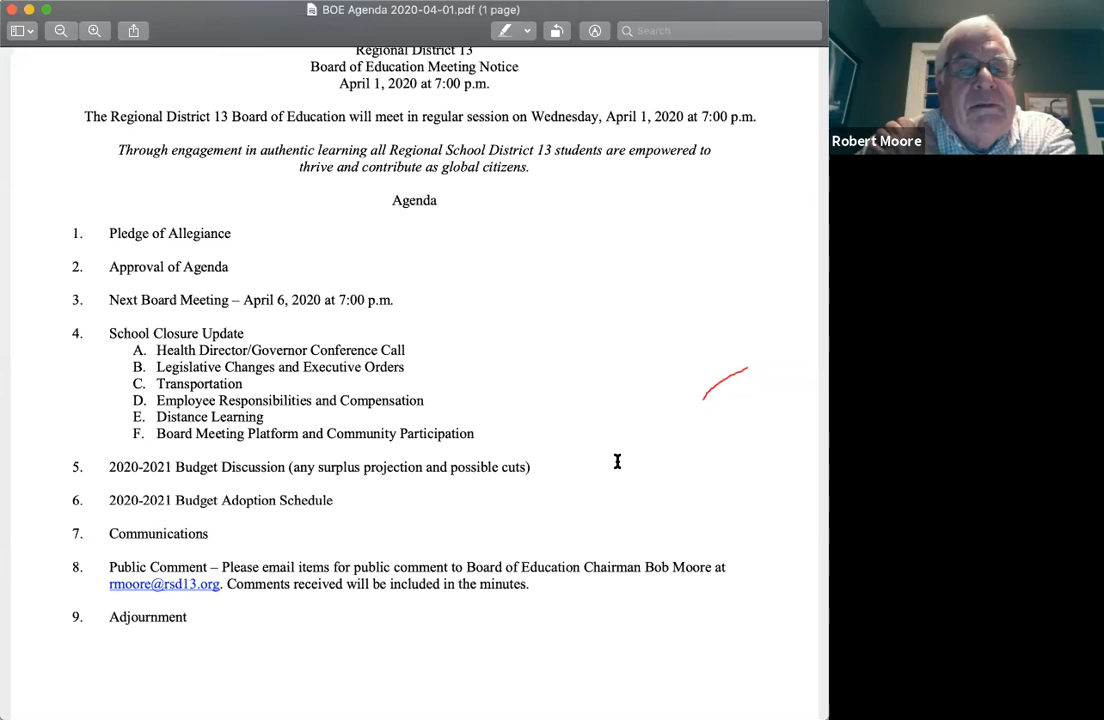 BOE Agenda 2020-04-01.pdf (1 page)
Search
Regional District 13
Board of Education Meeting Notice
April 1, 2020 at 7:00 p.m.
The Regional District 13 Board of Education will meet in regular session on Wednesday, April 1, 2020 at 7:00 p.m.
Through engagement in authentic learning all Regional School District 13 students are empowered to
thrive and contribute as global citizens.
Agenda
1. Pledge of Allegiance
2. Approval of Agenda
3. Next Board Meeting – April 6, 2020 at 7:00 p.m.
4. School Closure Update
A. Health Director/Governor Conference Call
B. Legislative Changes and Executive Orders
C. Transportation
D. Employee Responsibilities and Compensation
E. Distance Learning
F. Board Meeting Platform and Community Participation
5. 2020-2021 Budget Discussion (any surplus projection and possible cuts)
6. 2020-2021 Budget Adoption Schedule
7. Communications
8. Public Comment – Please email items for public comment to Board of Education Chairman Bob Moore at
rmoore@rsd13.org. Comments received will be included in the minutes.
9. Adjournment
Robert Moore